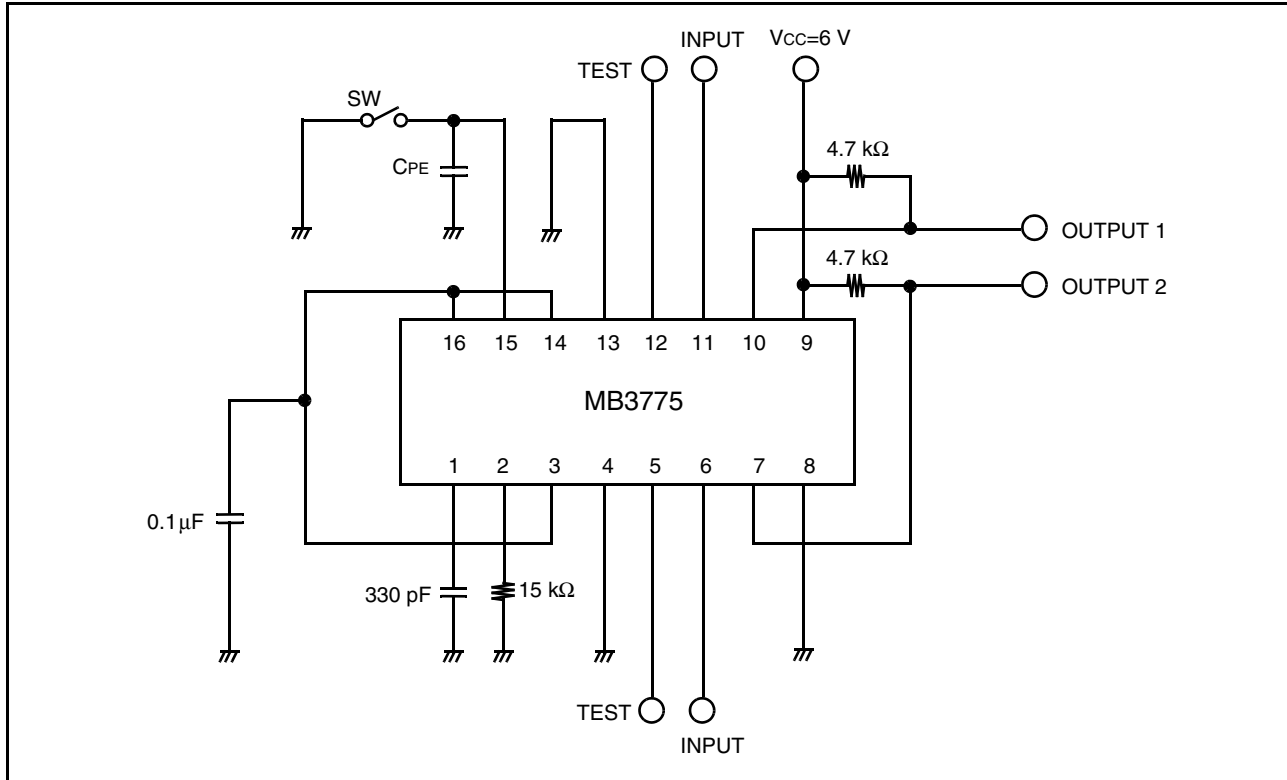 INPUT
VCC=6 V
TEST
SW
4.7 kΩ
CPE
OUTPUT 1
4.7 kΩ
OUTPUT 2
16 15 14 13 12 11 10 9
MB3775
1 2 3 4 5 6 7 8
0.1μF
330 pF
15 kΩ
TEST
INPUT